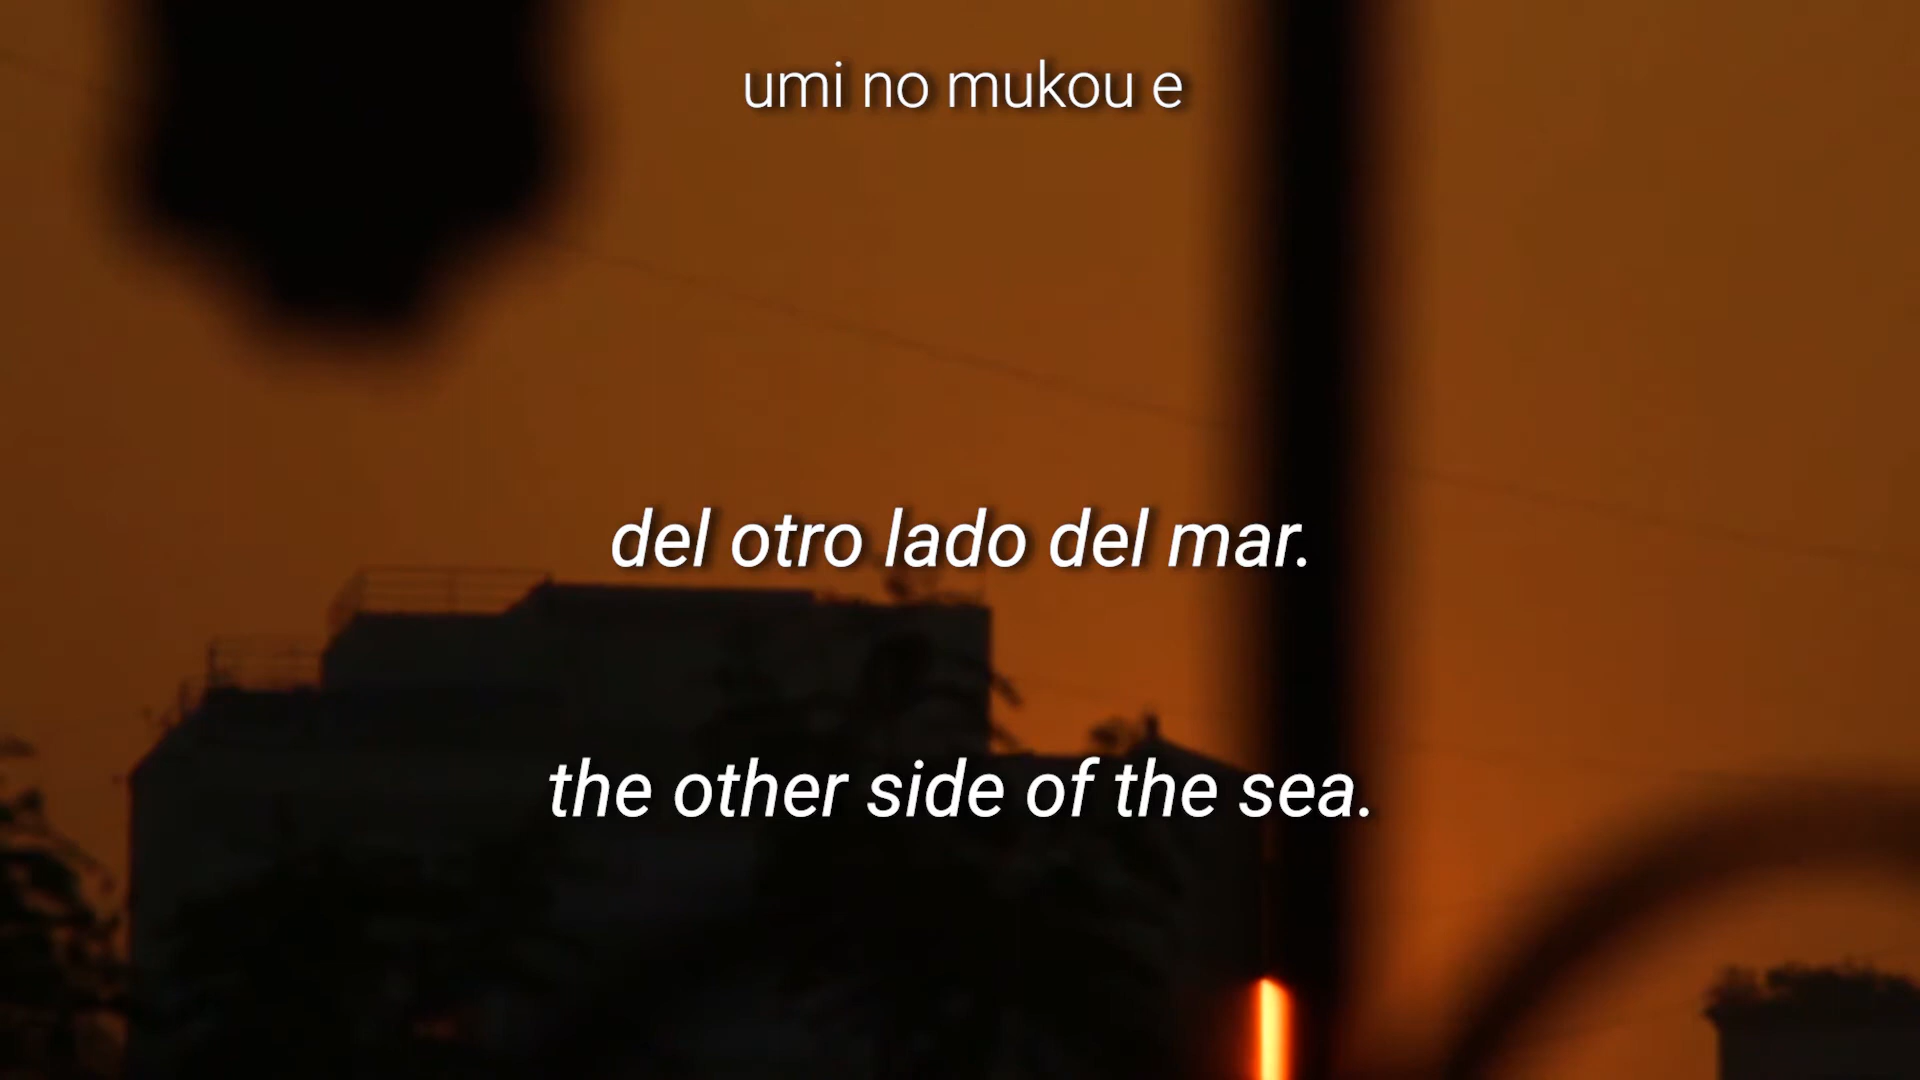 umi no mukou e
del otro lado del mar.
the other side of the sea.